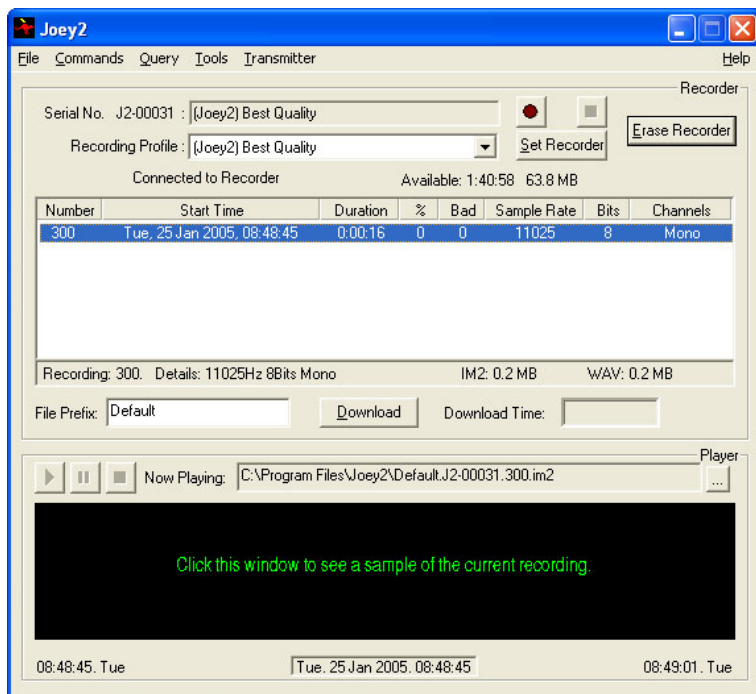 Joey2
File Commands Query Tools Transmitter Help
Recorder
Serial No. J2-00031 : (Joey2) Best Quality
Erase Recorder
Recording Profile : (Joey2) Best Quality Set Recorder
Connected to Recorder Available: 1:40:58 63.8 MB
Number Start Time Duration % Bad Sample Rate Bits Channels
300 Tue, 25 Jan 2005, 08:48:45 0:00:16 0 0 11025 8 Mono
Recording: 300. Details: 11025Hz 8Bits Mono IM2: 0.2 MB WAV: 0.2 MB
File Prefix: Default Download Download Time:
Player
Now Playing: C:\Program Files\Joey2\Default.J2-00031.300.im2 ...
Click this window to see a sample of the current recording.
08:48:45. Tue Tue. 25 Jan 2005. 08:48:45 08:49:01. Tue